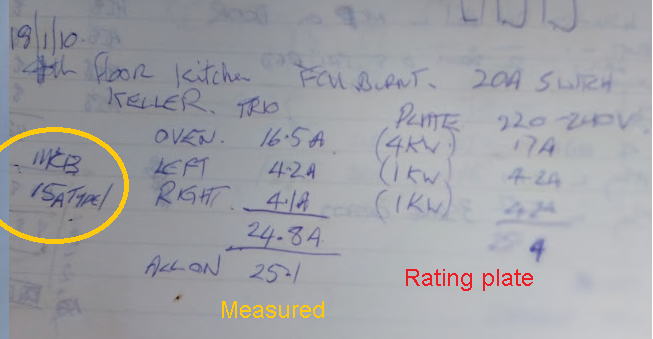 18/1/10.
4th floor Kitchen FCU BURNT. 20A SWITCH
KELLER. TRIO PLATE 220-240V.
OVEN. 16.5A (4KW) 17A
LEFT 4.2A (1KW) 4.2A
RIGHT. 4.1A (1KW) 4.2A
24.8A 25.4
ALL ON 25.1
MCB
15A TYPE 1
Measured
Rating plate